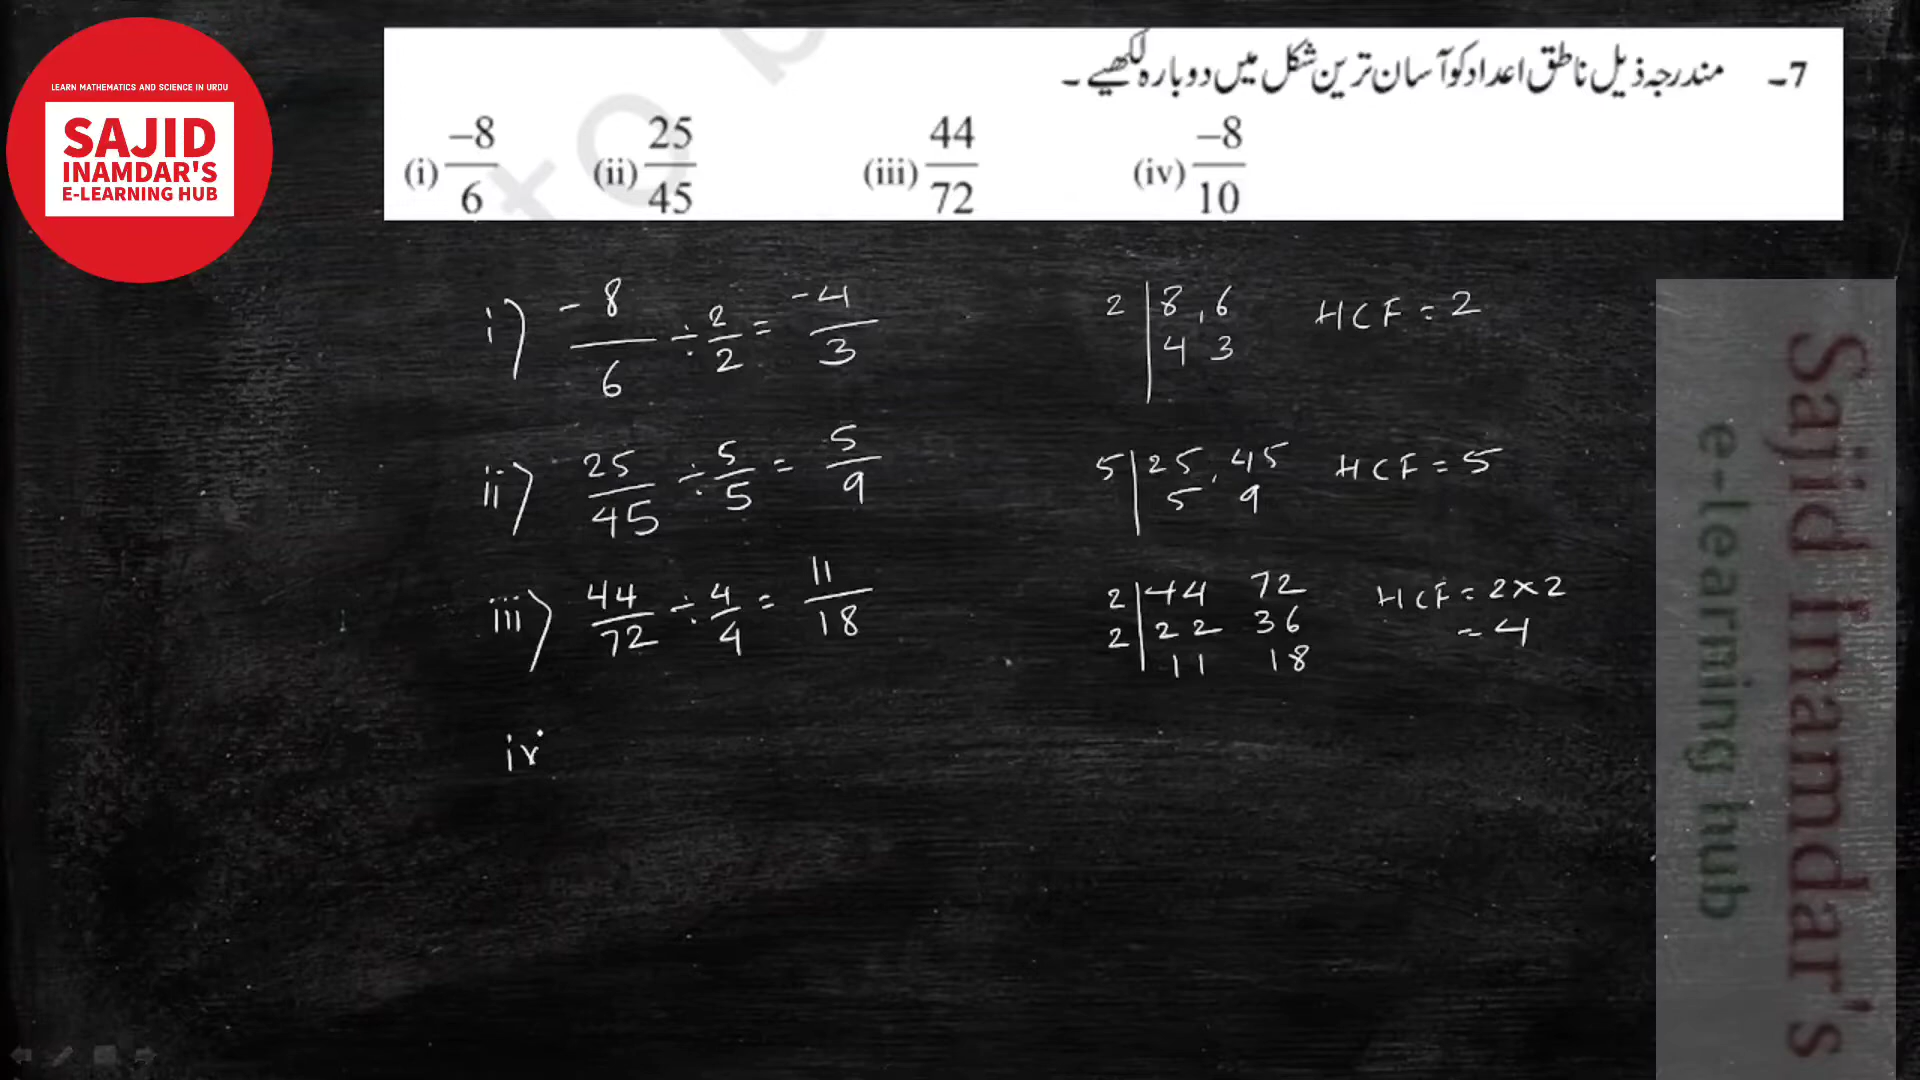 LEARN MATHEMATICS AND SCIENCE IN URDU
SAJID
INAMDAR'S
E-LEARNING HUB
7۔ مندرجہ ذیل ناطق اعداد کو آسان ترین شکل میں دوبارہ لکھیے۔
(i) –8/6 (ii) 25/45 (iii) 44/72 (iv) –8/10
i) -8/6 ÷ 2/2 = -4/3
2 | 8, 6 HCF = 2
4 3
ii) 25/45 ÷ 5/5 = 5/9
5 | 25, 45 HCF = 5
5 9
iii) 44/72 ÷ 4/4 = 11/18
2 | 44 72 HCF = 2×2
2 | 22 36 = 4
11 18
iv
Sajid Inamdar's
e-learning hub